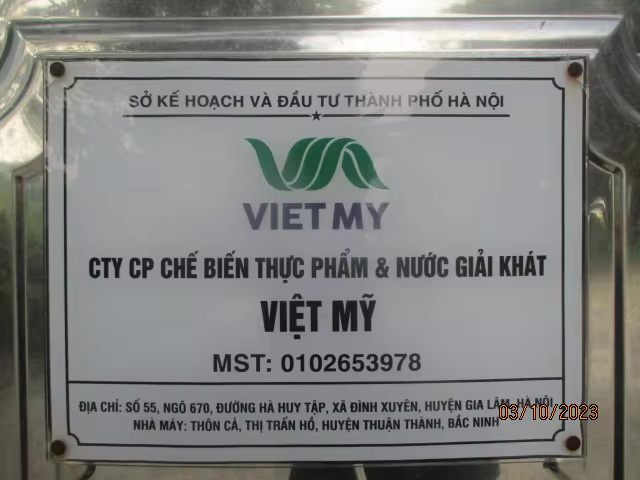 SỞ KẾ HOẠCH VÀ ĐẦU TƯ THÀNH PHỐ HÀ NỘI
VIET MY
CTY CP CHẾ BIẾN THỰC PHẨM & NƯỚC GIẢI KHÁT
VIỆT MỸ
MST: 0102653978
ĐỊA CHỈ: SỐ 55, NGÕ 670, ĐƯỜNG HÀ HUY TẬP, XÃ ĐÌNH XUYÊN, HUYỆN GIA LÂM, HÀ NỘI
03/10/2023
NHÀ MÁY: THÔN CẢ, THỊ TRẤN HỒ, HUYỆN THUẬN THÀNH, BẮC NINH